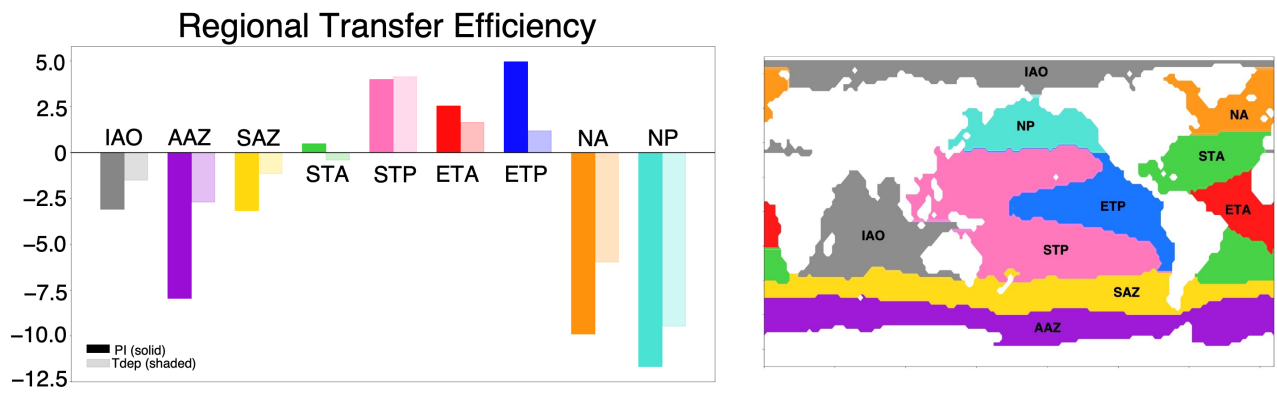 Regional Transfer Efficiency
5.0
2.5
0
−2.5
−5.0
−7.5
−10.0
−12.5
IAO AAZ SAZ NA NP
STA STP ETA ETP
PI (solid)
Tdep (shaded)
IAO
NP
NA
STA
ETP
ETA
IAO
STP
SAZ
AAZ